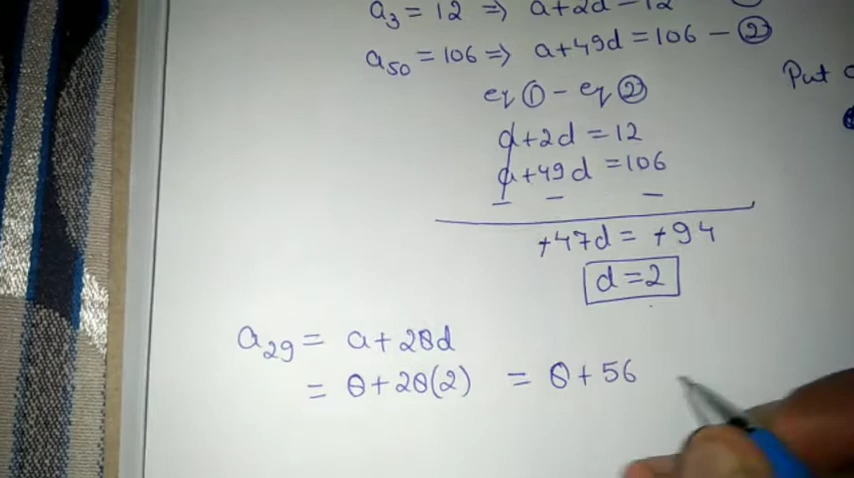 a₃ = 12 ⇒ a+2d = 12
a₅₀ = 106 ⇒ a+49d = 106 - ②
eq ① - eq ②
Put
a+2d = 12
a+49d = 106
- - -
+47d = +94
d = 2
a₂₉ = a + 28d
= 8 + 28(2) = 8 + 56